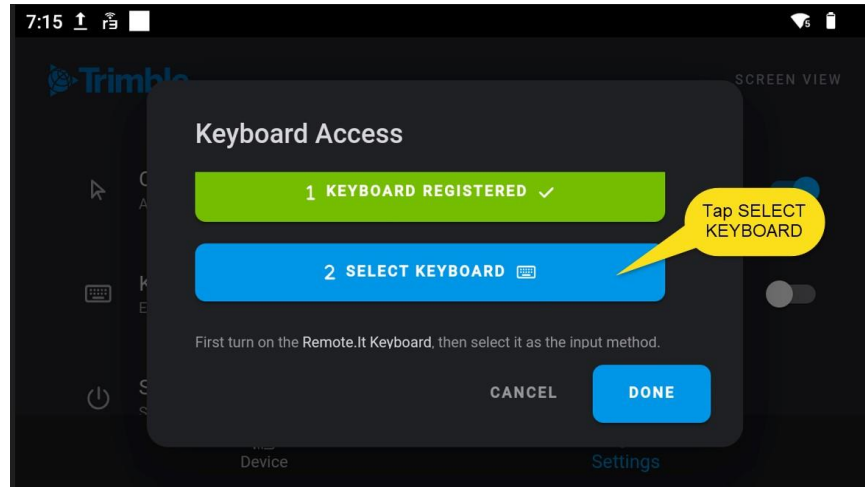 7:15
Trimble
SCREEN VIEW
Keyboard Access
1 KEYBOARD REGISTERED
Tap SELECT
KEYBOARD
2 SELECT KEYBOARD
First turn on the Remote.It Keyboard, then select it as the input method.
CANCEL
DONE
Device
Settings